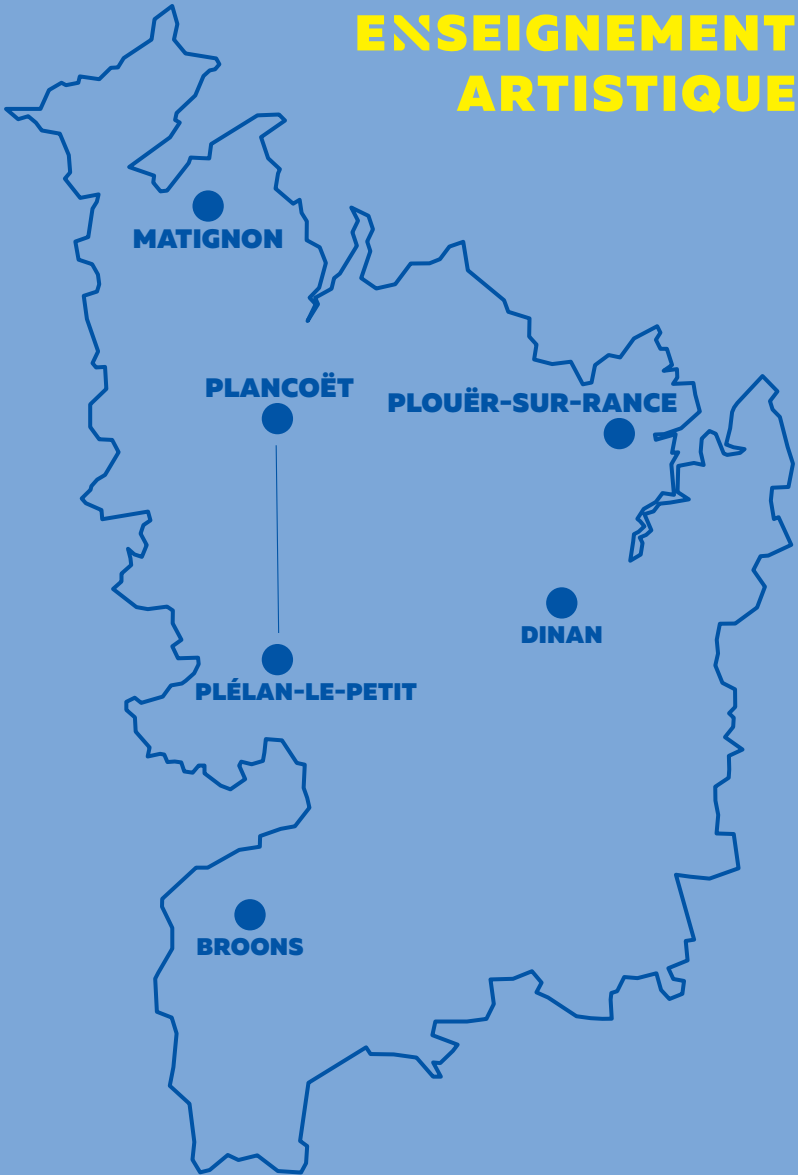 ENSEIGNEMENT
ARTISTIQUE
MATIGNON
PLANCOËT
PLOUËR-SUR-RANCE
DINAN
PLÉLAN-LE-PETIT
BROONS